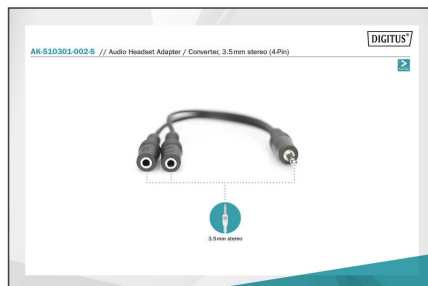 DIGITUS®
AK-510301-002-S // Audio Headset Adapter / Converter, 3.5 mm stereo (4-Pin)
3.5 mm stereo